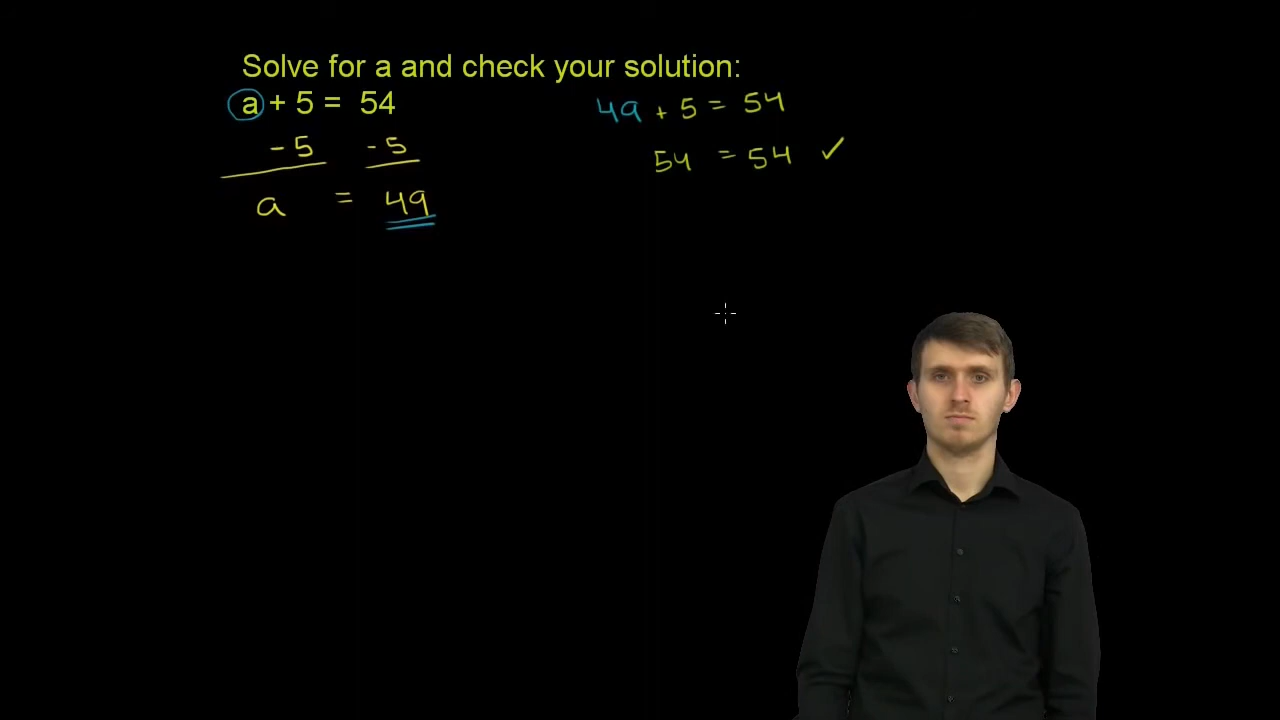 Solve for a and check your solution:
a + 5 = 54
- 5 - 5
a = 49
49 + 5 = 54
54 = 54 ✓